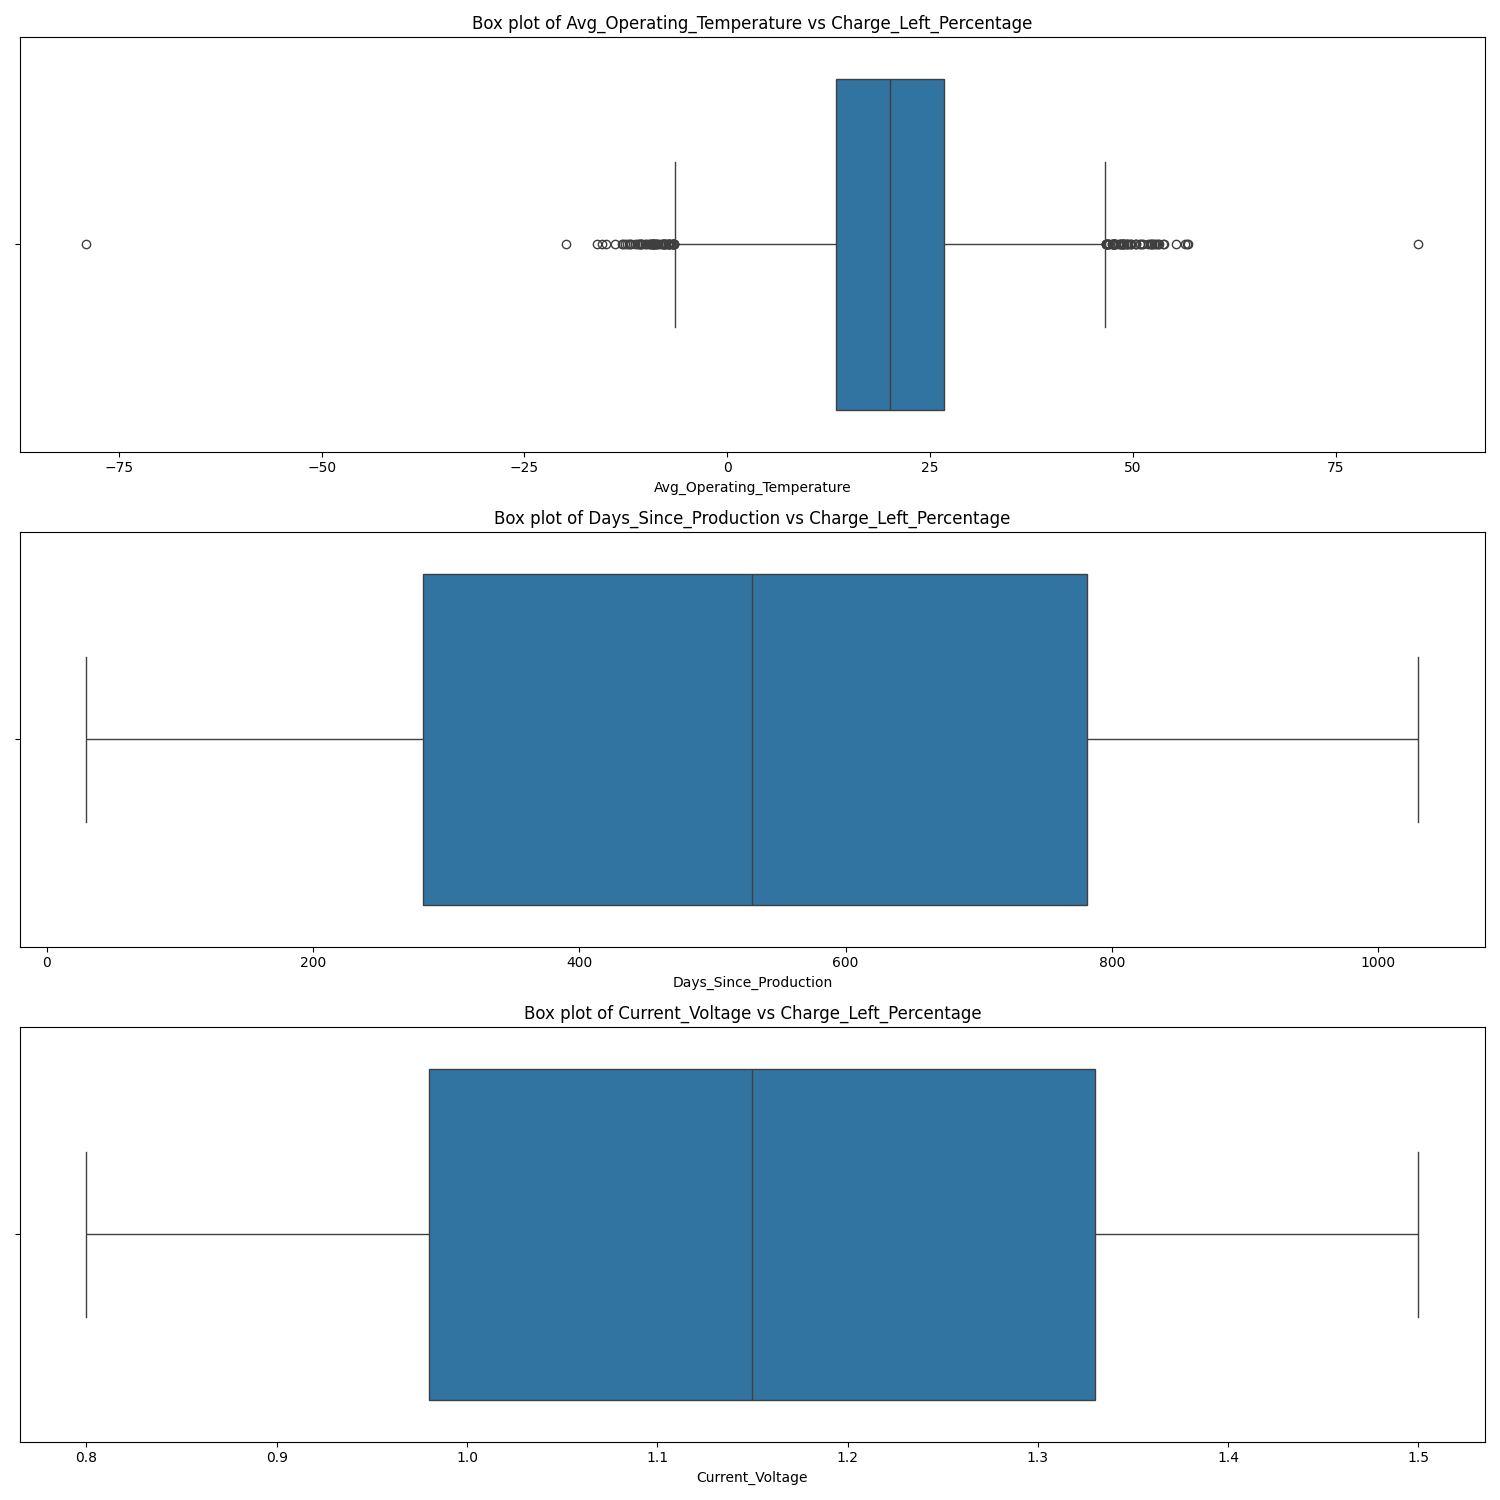 Box plot of Avg_Operating_Temperature vs Charge_Left_Percentage
−75 −50 −25 0 25 50 75
Avg_Operating_Temperature
Box plot of Days_Since_Production vs Charge_Left_Percentage
0 200 400 600 800 1000
Days_Since_Production
Box plot of Current_Voltage vs Charge_Left_Percentage
0.8 0.9 1.0 1.1 1.2 1.3 1.4 1.5
Current_Voltage